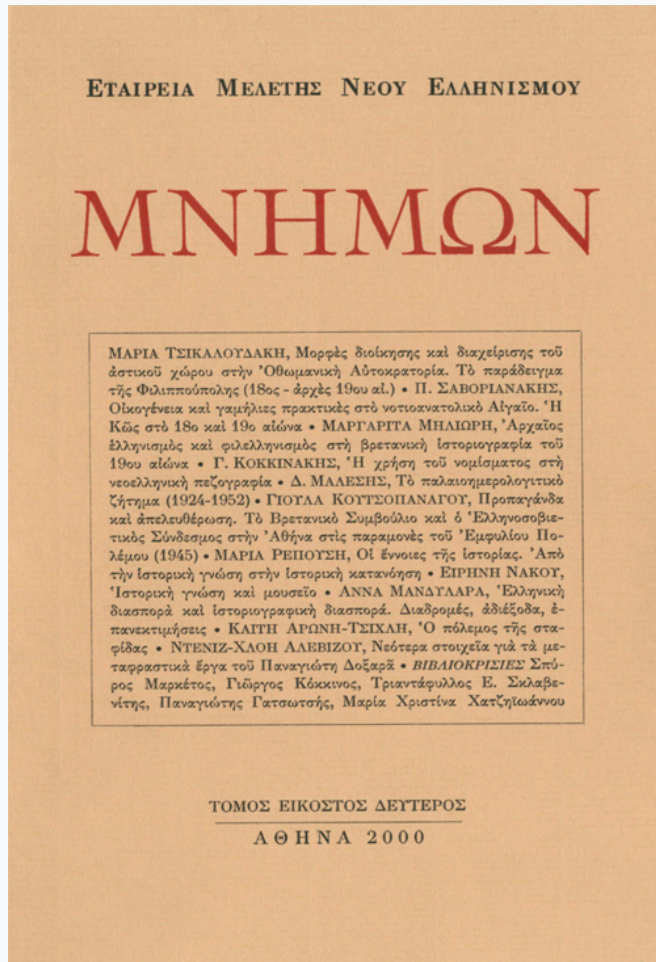 ΕΤΑΙΡΕΙΑ ΜΕΛΕΤΗΣ ΝΕΟΥ ΕΛΛΗΝΙΣΜΟΥ
ΜΝΗΜΩΝ
ΜΑΡΙΑ ΤΣΙΚΑΛΟΥΔΑΚΗ, Μορφὲς διοίκησης καὶ διαχείρισης τοῦ
ἀστικοῦ χώρου στὴν Ὀθωμανικὴ Αὐτοκρατορία. Τὸ παράδειγμα
τῆς Φιλιππούπολης (18ος - ἀρχὲς 19ου αἰ.) • Π. ΣΑΒΟΡΙΑΝΑΚΗΣ,
Οἰκογένεια καὶ γαμήλιες πρακτικὲς στὸ νοτιοανατολικὸ Αἰγαῖο. Ἡ
Κῶς στὸ 18ο καὶ 19ο αἰώνα • ΜΑΡΓΑΡΙΤΑ ΜΗΛΙΩΡΗ, Ἀρχαῖος
ἑλληνισμὸς καὶ φιλελληνισμὸς στὴ βρετανικὴ ἱστοριογραφία τοῦ
19ου αἰώνα • Γ. ΚΟΚΚΙΝΑΚΗΣ, Ἡ χρήση τοῦ νομίσματος στὴ
νεοελληνικὴ πεζογραφία • Δ. ΜΑΛΕΣΗΣ, Τὸ παλαιοημερολογιτικὸ
ζήτημα (1924-1952) • ΓΙΟΥΛΑ ΚΟΥΤΣΟΠΑΝΑΓΟΥ, Προπαγάνδα
καὶ ἀπελευθέρωση. Τὸ Βρετανικὸ Συμβούλιο καὶ ὁ Ἑλληνοσοβιε-
τικὸς Σύνδεσμος στὴν Ἀθήνα στὶς παραμονὲς τοῦ Ἐμφυλίου Πο-
λέμου (1945) • ΜΑΡΙΑ ΡΕΠΟΥΣΗ, Οἱ ἔννοιες τῆς ἱστορίας. Ἀπὸ
τὴν ἱστορικὴ γνώση στὴν ἱστορικὴ κατανόηση • ΕΙΡΗΝΗ ΝΑΚΟΥ,
Ἱστορικὴ γνώση καὶ μουσεῖο • ΑΝΝΑ ΜΑΝΔΥΛΑΡΑ, Ἑλληνικὴ
διασπορὰ καὶ ἱστοριογραφικὴ διασπορά. Διαδρομές, ἀδιέξοδα, ἐ-
πανεκτιμήσεις • ΚΑΙΤΗ ΑΡΩΝΗ-ΤΣΙΧΛΗ, Ὁ πόλεμος τῆς στα-
φίδας • ΝΤΕΝΙΖ-ΧΛΟΗ ΑΛΕΒΙΖΟΥ, Νεότερα στοιχεῖα γιὰ τὰ με-
ταφραστικὰ ἔργα τοῦ Παναγιώτη Δοξαρᾶ • ΒΙΒΛΙΟΚΡΙΣΙΕΣ Σπύ-
ρος Μαρκέτος, Γιῶργος Κόκκινος, Τριαντάφυλλος Ε. Σκλαβε-
νίτης, Παναγιώτης Γατσωτσής, Μαρία Χριστίνα Χατζηϊωάννου
ΤΟΜΟΣ ΕΙΚΟΣΤΟΣ ΔΕΥΤΕΡΟΣ
ΑΘΗΝΑ 2000